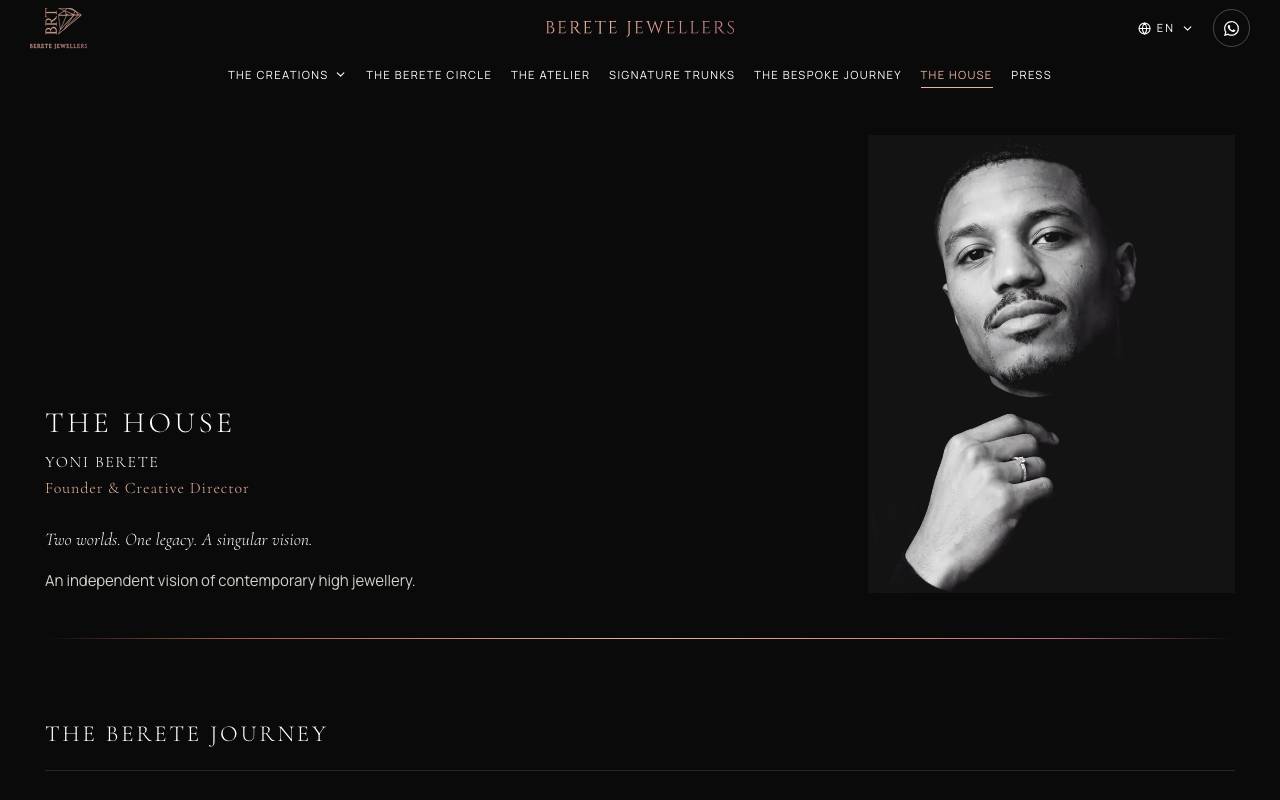 BRT
BERETE JEWELLERS
BERETE JEWELLERS
EN
THE CREATIONS
THE BERETE CIRCLE
THE ATELIER
SIGNATURE TRUNKS
THE BESPOKE JOURNEY
THE HOUSE
PRESS
THE HOUSE
YONI BERETE
Founder & Creative Director
Two worlds. One legacy. A singular vision.
An independent vision of contemporary high jewellery.
THE BERETE JOURNEY